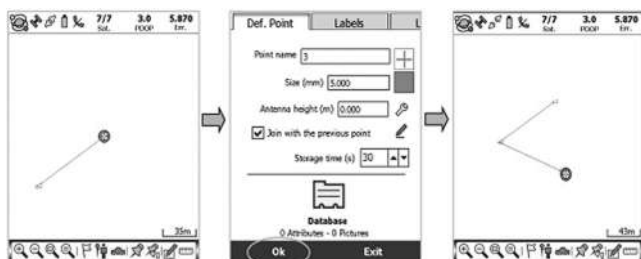 7/7 3.0 5.870
Sat. PDOP Err.
35m
Def. Point Labels L
Point name 3
Size (mm) 5.000
Antenna height (m) 0.000
Join with the previous point
Storage time (s) 30
Database
0 Attributes - 0 Pictures
Ok Exit
7/7 3.0 5.870
Sat. PDOP Err.
43m